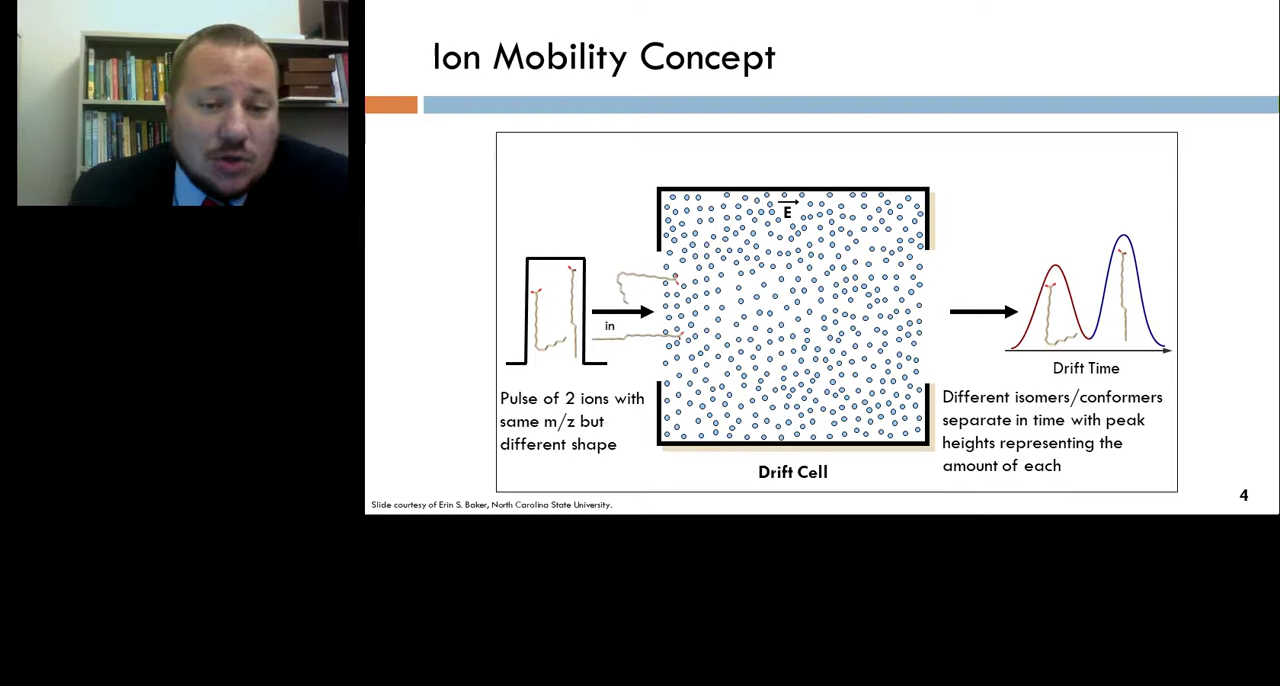 Ion Mobility Concept
E
in
Pulse of 2 ions with
same m/z but
different shape
Drift Cell
Drift Time
Different isomers/conformers
separate in time with peak
heights representing the
amount of each
Slide courtesy of Erin S. Baker, North Carolina State University.
4